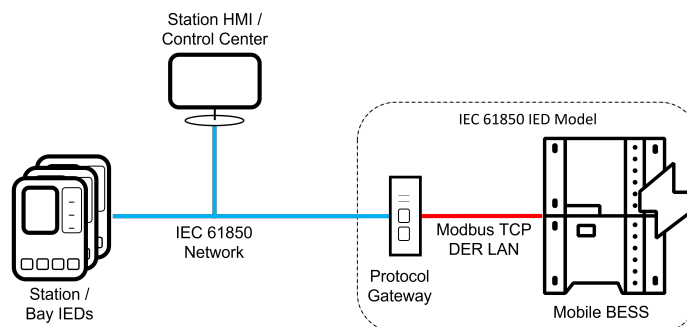 Station HMI /
Control Center
IEC 61850 IED Model
IEC 61850
Network
Modbus TCP
DER LAN
Station /
Bay IEDs
Protocol
Gateway
Mobile BESS